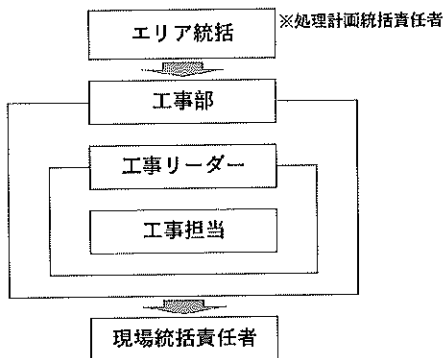 エリア統括
※処理計画統括責任者
工事部
工事リーダー
工事担当
現場統括責任者